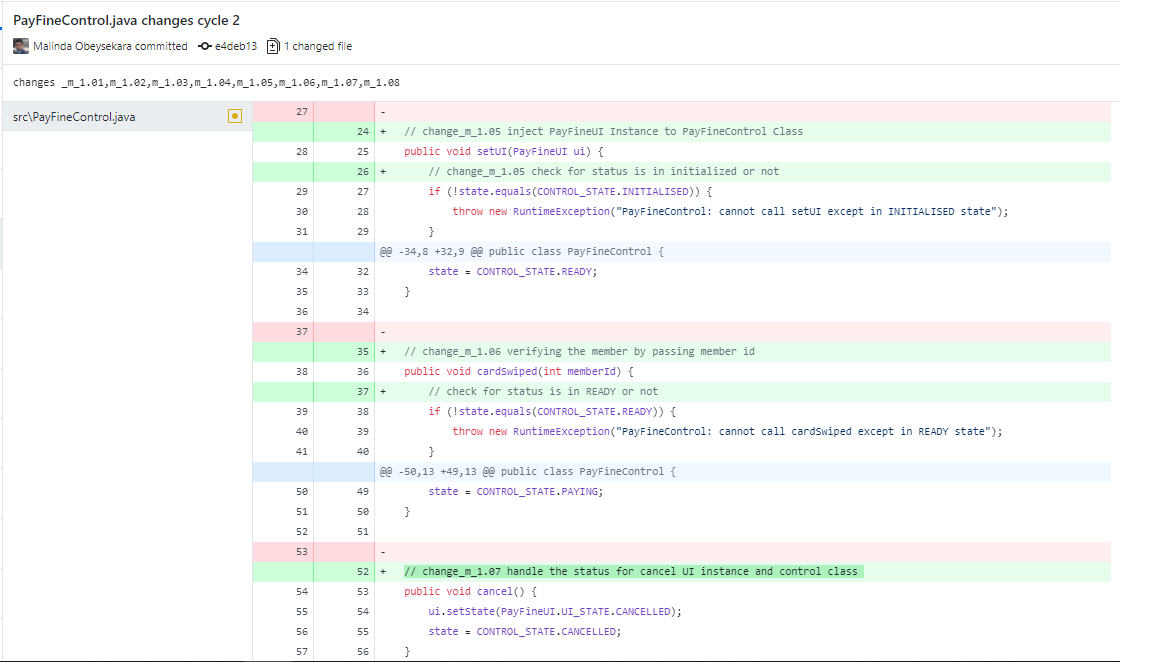 PayFineControl.java changes cycle 2
Malinda Obeysekara committed e4deb13 1 changed file
changes _m_1.01,m_1.02,m_1.03,m_1.04,m_1.05,m_1.06,m_1.07,m_1.08
src\PayFineControl.java
27 -
24 + // change_m_1.05 inject PayFineUI Instance to PayFineControl Class
28 25 public void setUI(PayFineUI ui) {
26 + // change_m_1.05 check for status is in initialized or not
29 27 if (!state.equals(CONTROL_STATE.INITIALISED)) {
30 28 throw new RuntimeException("PayFineControl: cannot call setUI except in INITIALISED state");
31 29 }
@@ -34,8 +32,9 @@ public class PayFineControl {
34 32 state = CONTROL_STATE.READY;
35 33 }
36 34
37 -
35 + // change_m_1.06 verifying the member by passing member id
38 36 public void cardSwiped(int memberId) {
37 + // check for status is in READY or not
39 38 if (!state.equals(CONTROL_STATE.READY)) {
40 39 throw new RuntimeException("PayFineControl: cannot call cardSwiped except in READY state");
41 40 }
@@ -50,13 +49,13 @@ public class PayFineControl {
50 49 state = CONTROL_STATE.PAYING;
51 50 }
52 51
53 -
52 + // change_m_1.07 handle the status for cancel UI instance and control class
54 53 public void cancel() {
55 54 ui.setState(PayFineUI.UI_STATE.CANCELLED);
56 55 state = CONTROL_STATE.CANCELLED;
57 56 }